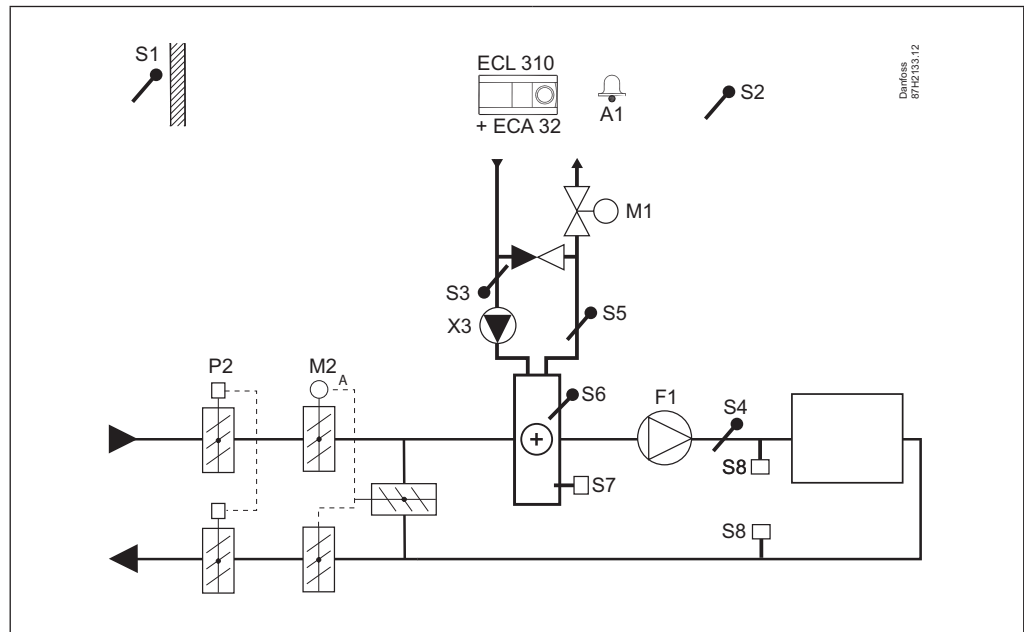 S1
ECL 310
+ ECA 32
A1
S2
Danfoss
87H2133.12
M1
S3
S5
X3
P2
M2
A
S6
F1
S4
S8
+
S7
S8